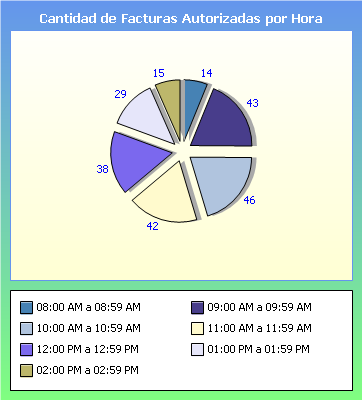 Cantidad de Facturas Autorizadas por Hora
15 14
29 43
38 46
42
08:00 AM a 08:59 AM 09:00 AM a 09:59 AM
10:00 AM a 10:59 AM 11:00 AM a 11:59 AM
12:00 PM a 12:59 PM 01:00 PM a 01:59 PM
02:00 PM a 02:59 PM